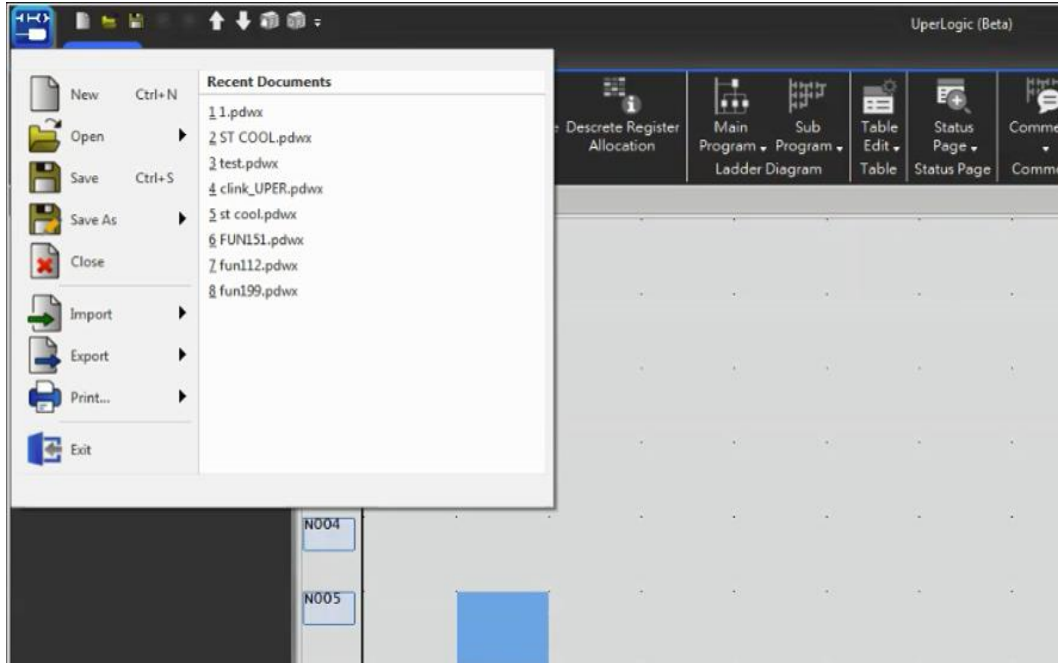 UperLogic (Beta)
New Ctrl+N
Open
Save Ctrl+S
Save As
Close
Import
Export
Print...
Exit
Recent Documents
1 1.pdwx
2 ST COOL.pdwx
3 test.pdwx
4 clink_UPER.pdwx
5 st cool.pdwx
6 FUN151.pdwx
7 fun112.pdwx
8 fun199.pdwx
Descrete Register
Allocation
Main
Program
Sub
Program
Ladder Diagram
Table
Edit
Table
Status
Page
Status Page
Comme
Comme
N004
N005